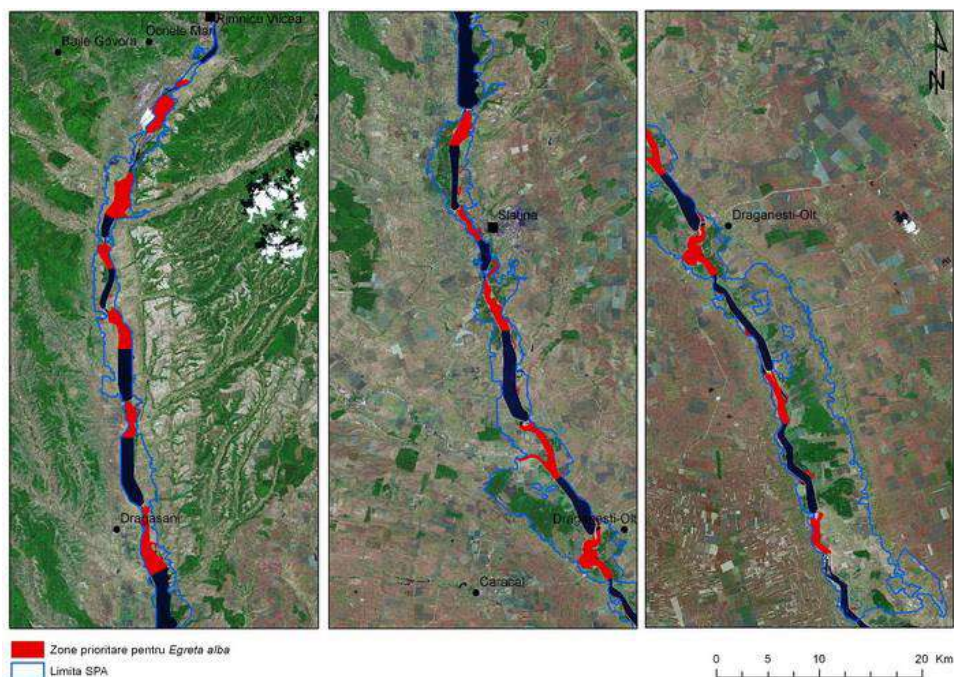 Rimnicu Vilcea
Ocnele Mari
Baile Govora
Dragasani
Slatina
Draganesti-Olt
Caracal
Draganesti-Olt
N
Zone prioritare pentru Egreta alba
Limita SPA
0 5 10 20 Km